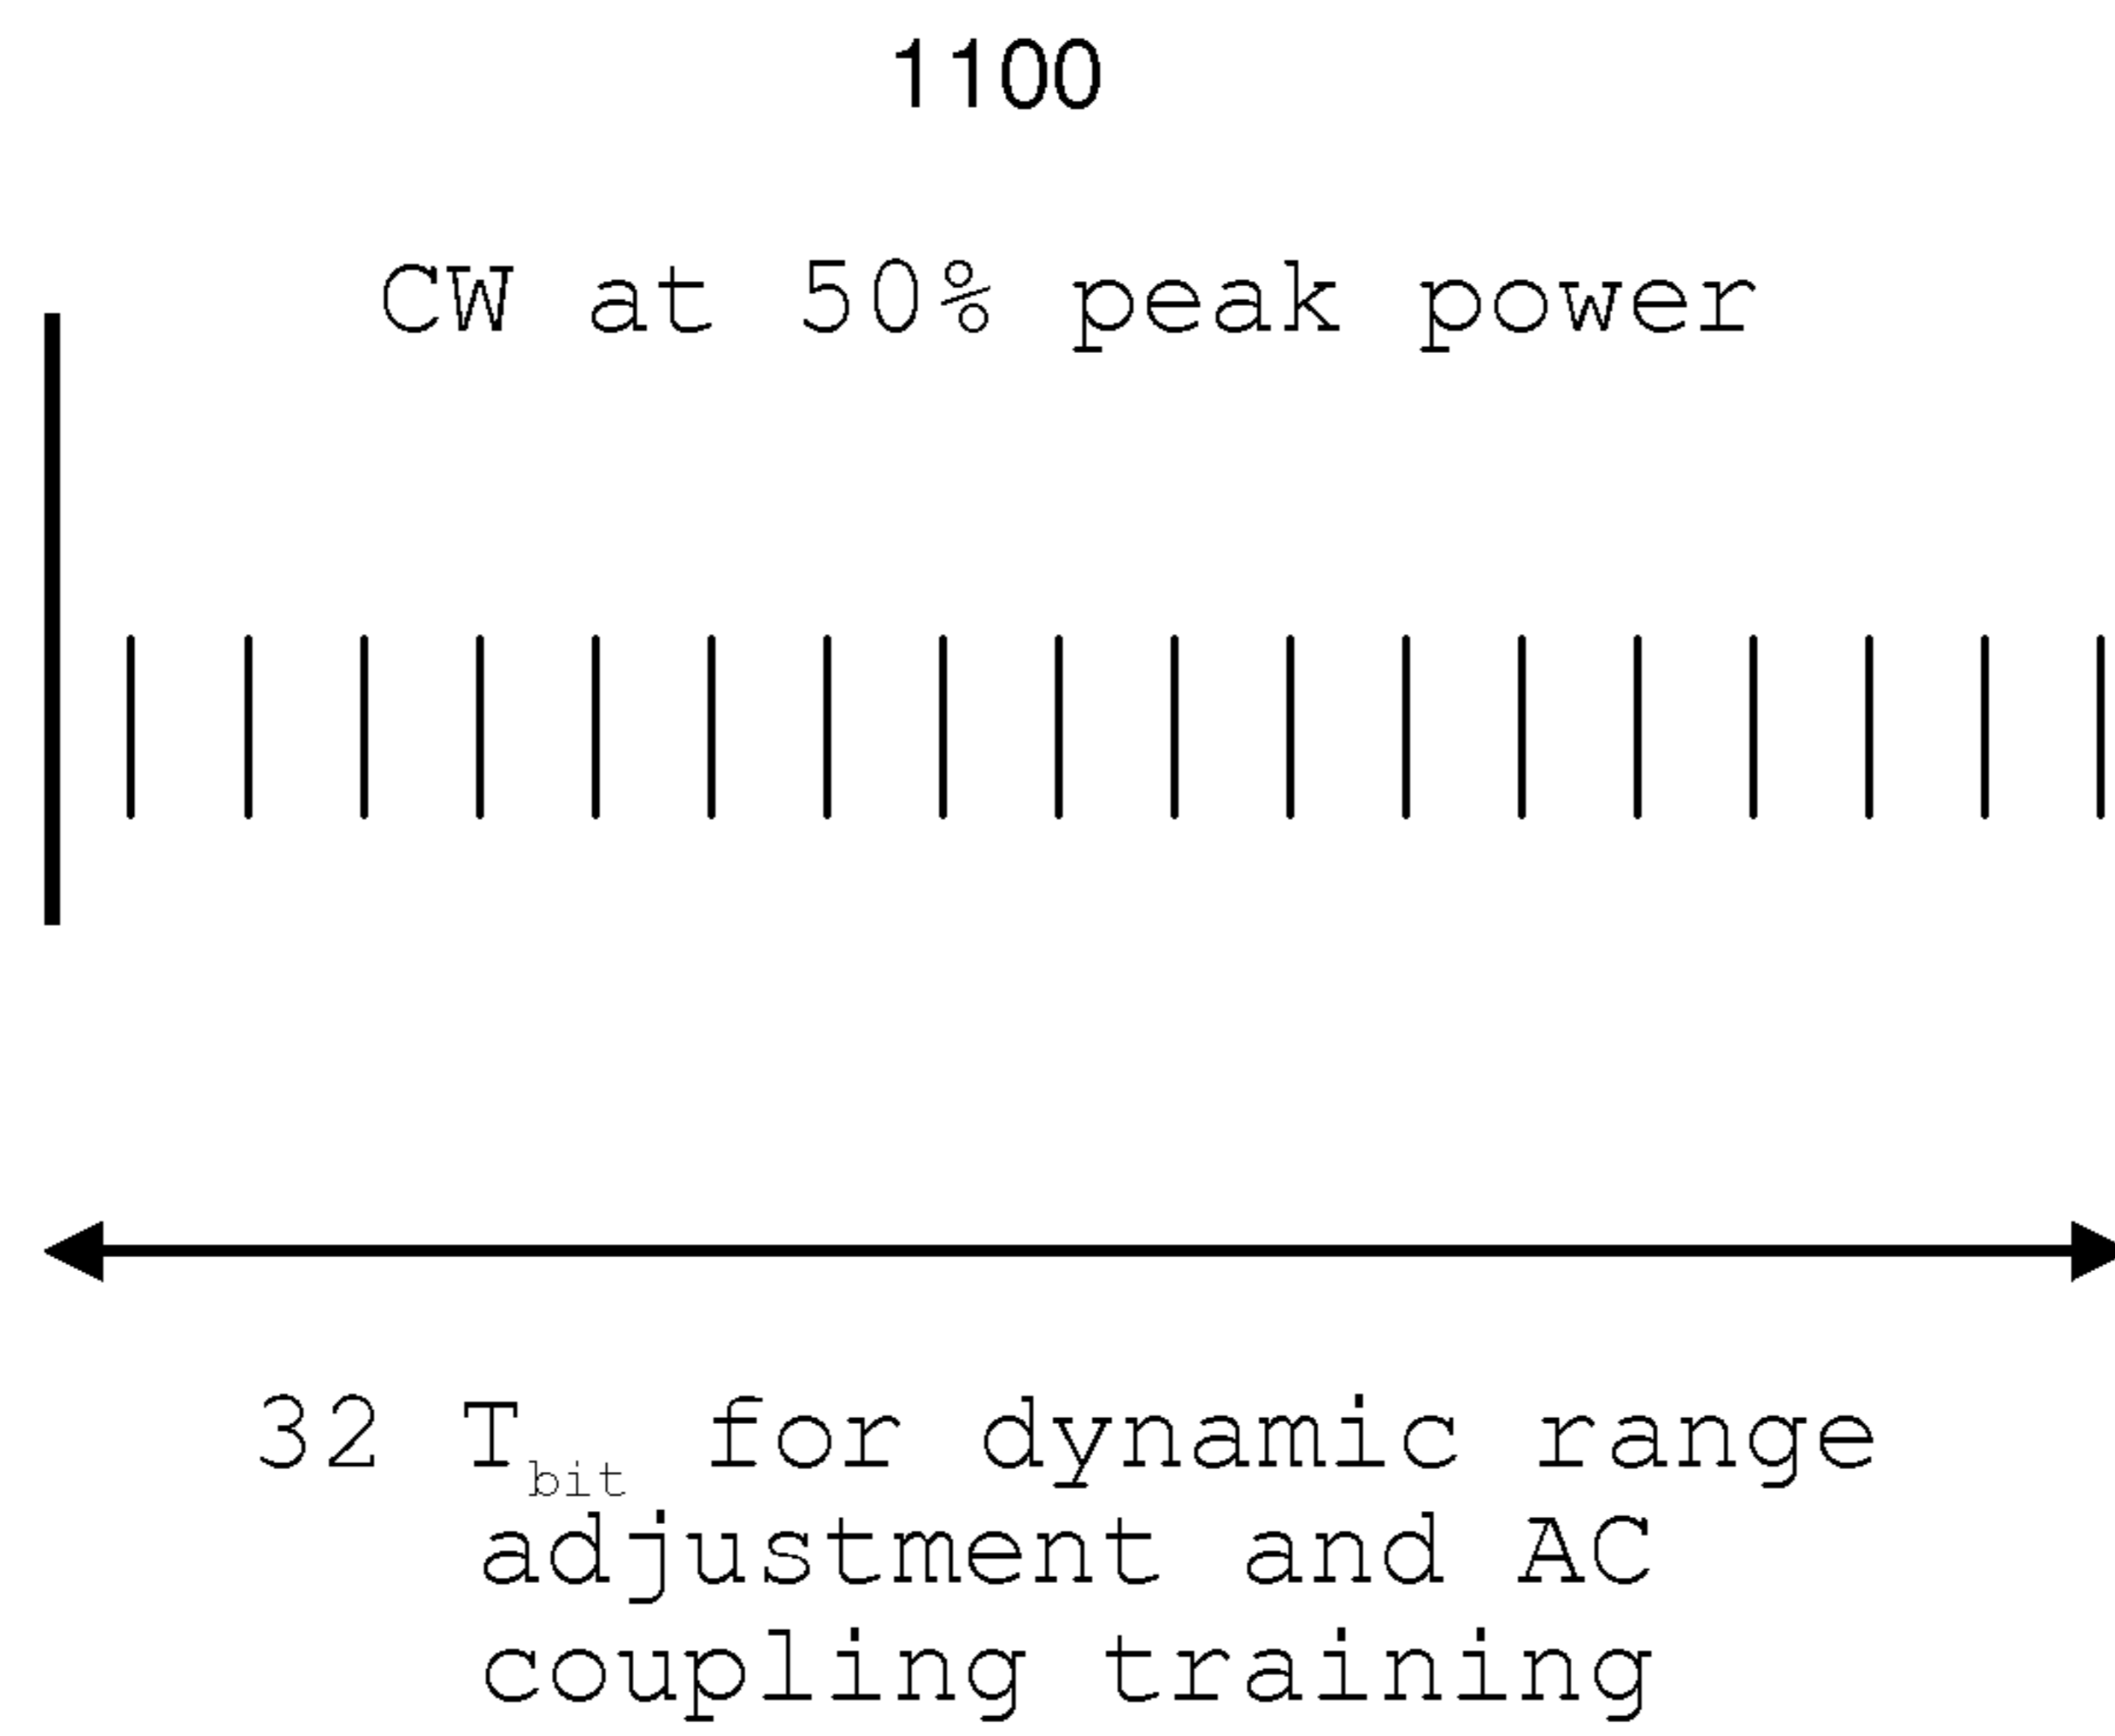 1100
CW at 50% peak power
32 Tbit for dynamic range
adjustment and AC
coupling training